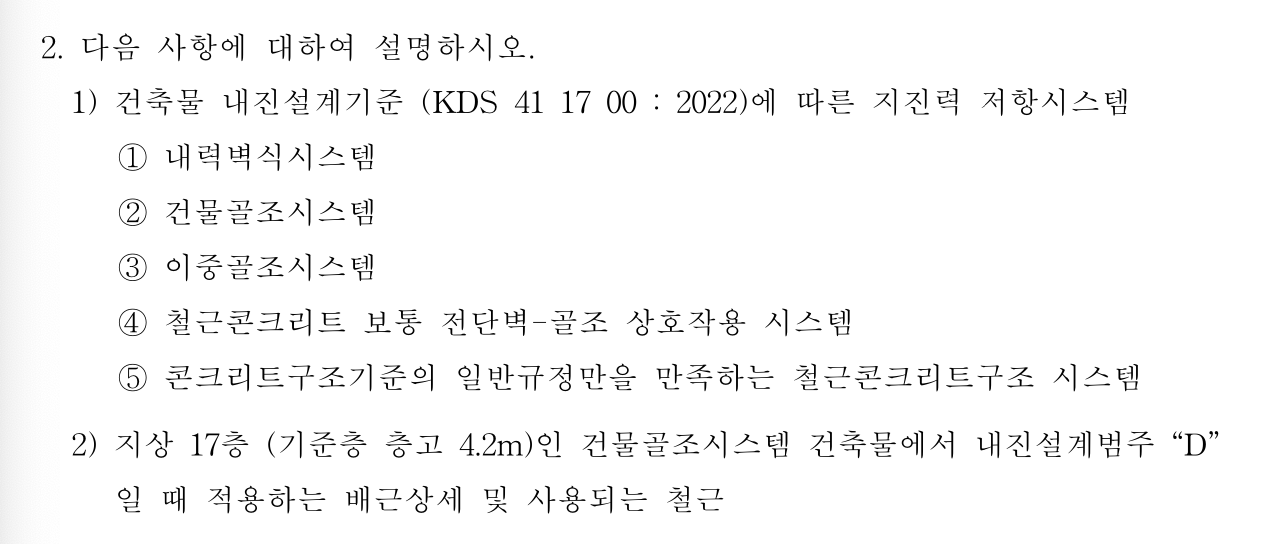 2. 다음 사항에 대하여 설명하시오.
1) 건축물 내진설계기준 (KDS 41 17 00 : 2022)에 따른 지진력 저항시스템
① 내력벽식시스템
② 건물골조시스템
③ 이중골조시스템
④ 철근콘크리트 보통 전단벽-골조 상호작용 시스템
⑤ 콘크리트구조기준의 일반규정만을 만족하는 철근콘크리트구조 시스템
2) 지상 17층 (기준층 층고 4.2m)인 건물골조시스템 건축물에서 내진설계범주 “D”
일 때 적용하는 배근상세 및 사용되는 철근